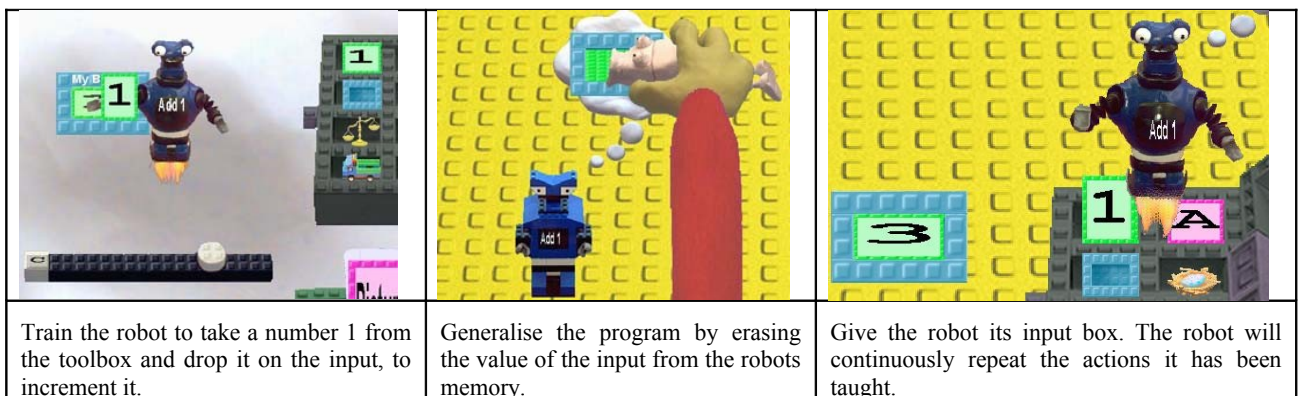 My B
1
Add 1
1
C
Add 1
Add 1
3
1
A
Train the robot to take a number 1 from
the toolbox and drop it on the input, to
increment it.
Generalise the program by erasing
the value of the input from the robots
memory.
Give the robot its input box. The robot will
continuously repeat the actions it has been
taught.